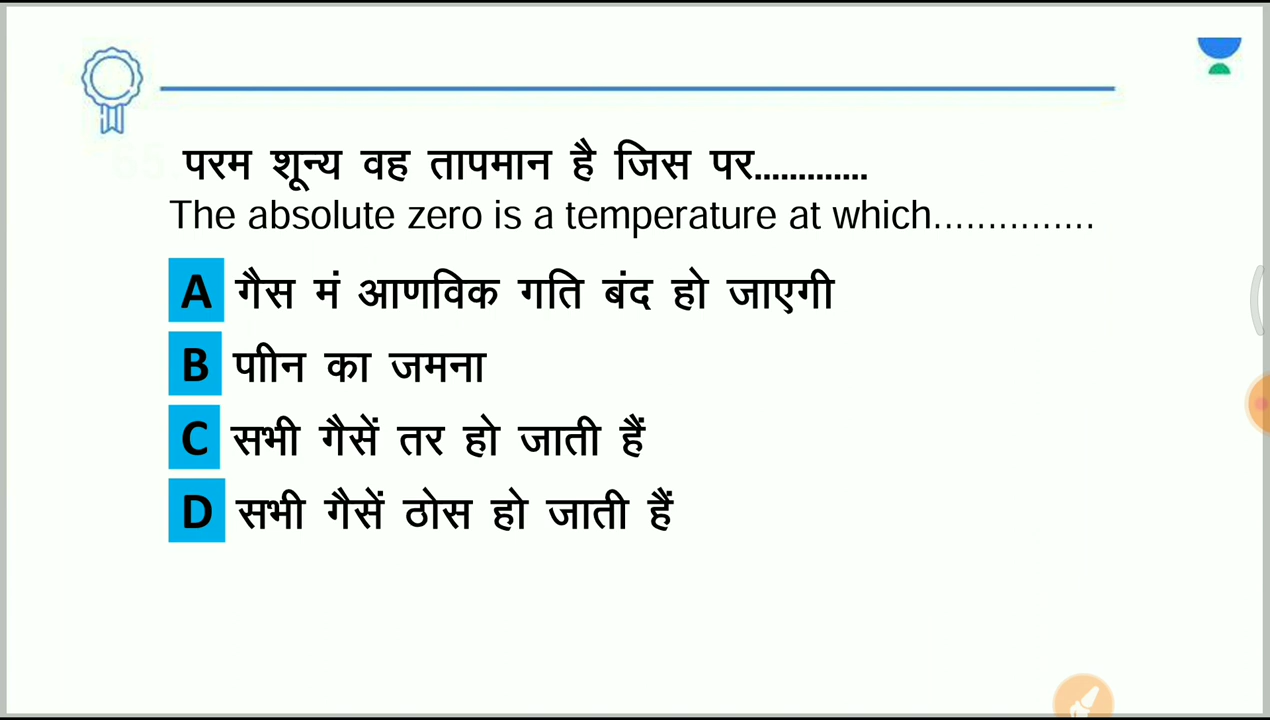 परम शून्य वह तापमान है जिस पर.............
The absolute zero is a temperature at which...............
A गैस मं आणविक गति बंद हो जाएगी
B पाीन का जमना
C सभी गैसें तर हो जाती हैं
D सभी गैसें ठोस हो जाती हैं